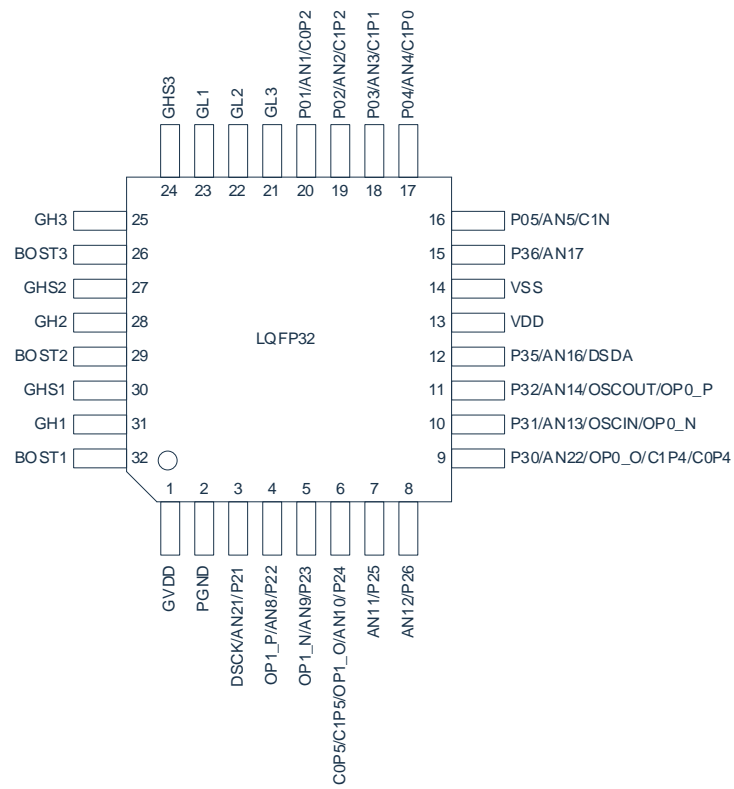 GHS3
GL1
GL2
GL3
P01/AN1/C0P2
P02/AN2/C1P2
P03/AN3/C1P1
P04/AN4/C1P0
24
23
22
21
20
19
18
17
GH3 25
BOST3 26
GHS2 27
GH2 28
BOST2 29
GHS1 30
GH1 31
BOST1 32
LQFP32
16 P05/AN5/C1N
15 P36/AN17
14 VSS
13 VDD
12 P35/AN16/DSDA
11 P32/AN14/OSCOUT/OP0_P
10 P31/AN13/OSCIN/OP0_N
9 P30/AN22/OP0_O/C1P4/C0P4
1
2
3
4
5
6
7
8
GVDD
PGND
DSCK/AN21/P21
OP1_P/AN8/P22
OP1_N/AN9/P23
C0P5/C1P5/OP1_O/AN10/P24
AN11/P25
AN12/P26